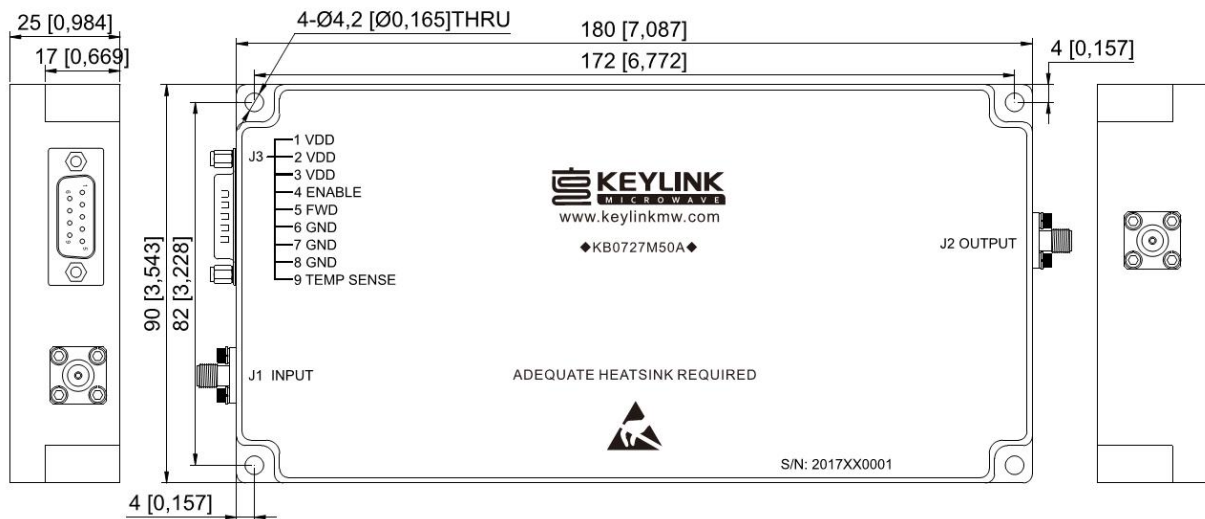 25 [0,984]
17 [0,669]
4-Ø4,2 [Ø0,165]THRU
180 [7,087]
172 [6,772]
4 [0,157]
90 [3,543]
82 [3,228]
J3
1 VDD
2 VDD
3 VDD
4 ENABLE
5 FWD
6 GND
7 GND
8 GND
9 TEMP SENSE
KEYLINK
MICROWAVE
www.keylinkmw.com
◆KB0727M50A◆
J2 OUTPUT
J1 INPUT
ADEQUATE HEATSINK REQUIRED
S/N: 2017XX0001
4 [0,157]